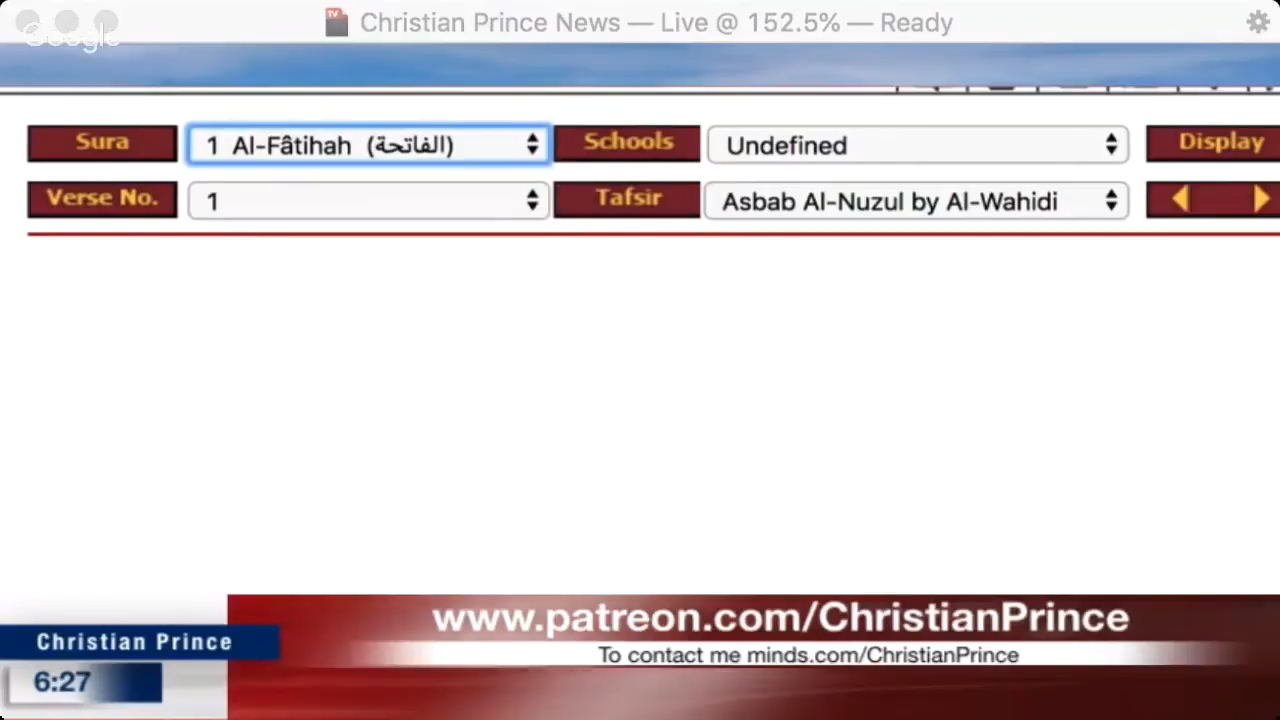 Christian Prince News — Live @ 152.5% — Ready
Google
Sura 1 Al-Fâtihah (الفاتحة) Schools Undefined Display
Verse No. 1 Tafsir Asbab Al-Nuzul by Al-Wahidi
www.patreon.com/ChristianPrince
To contact me minds.com/ChristianPrince
Christian Prince
6:27